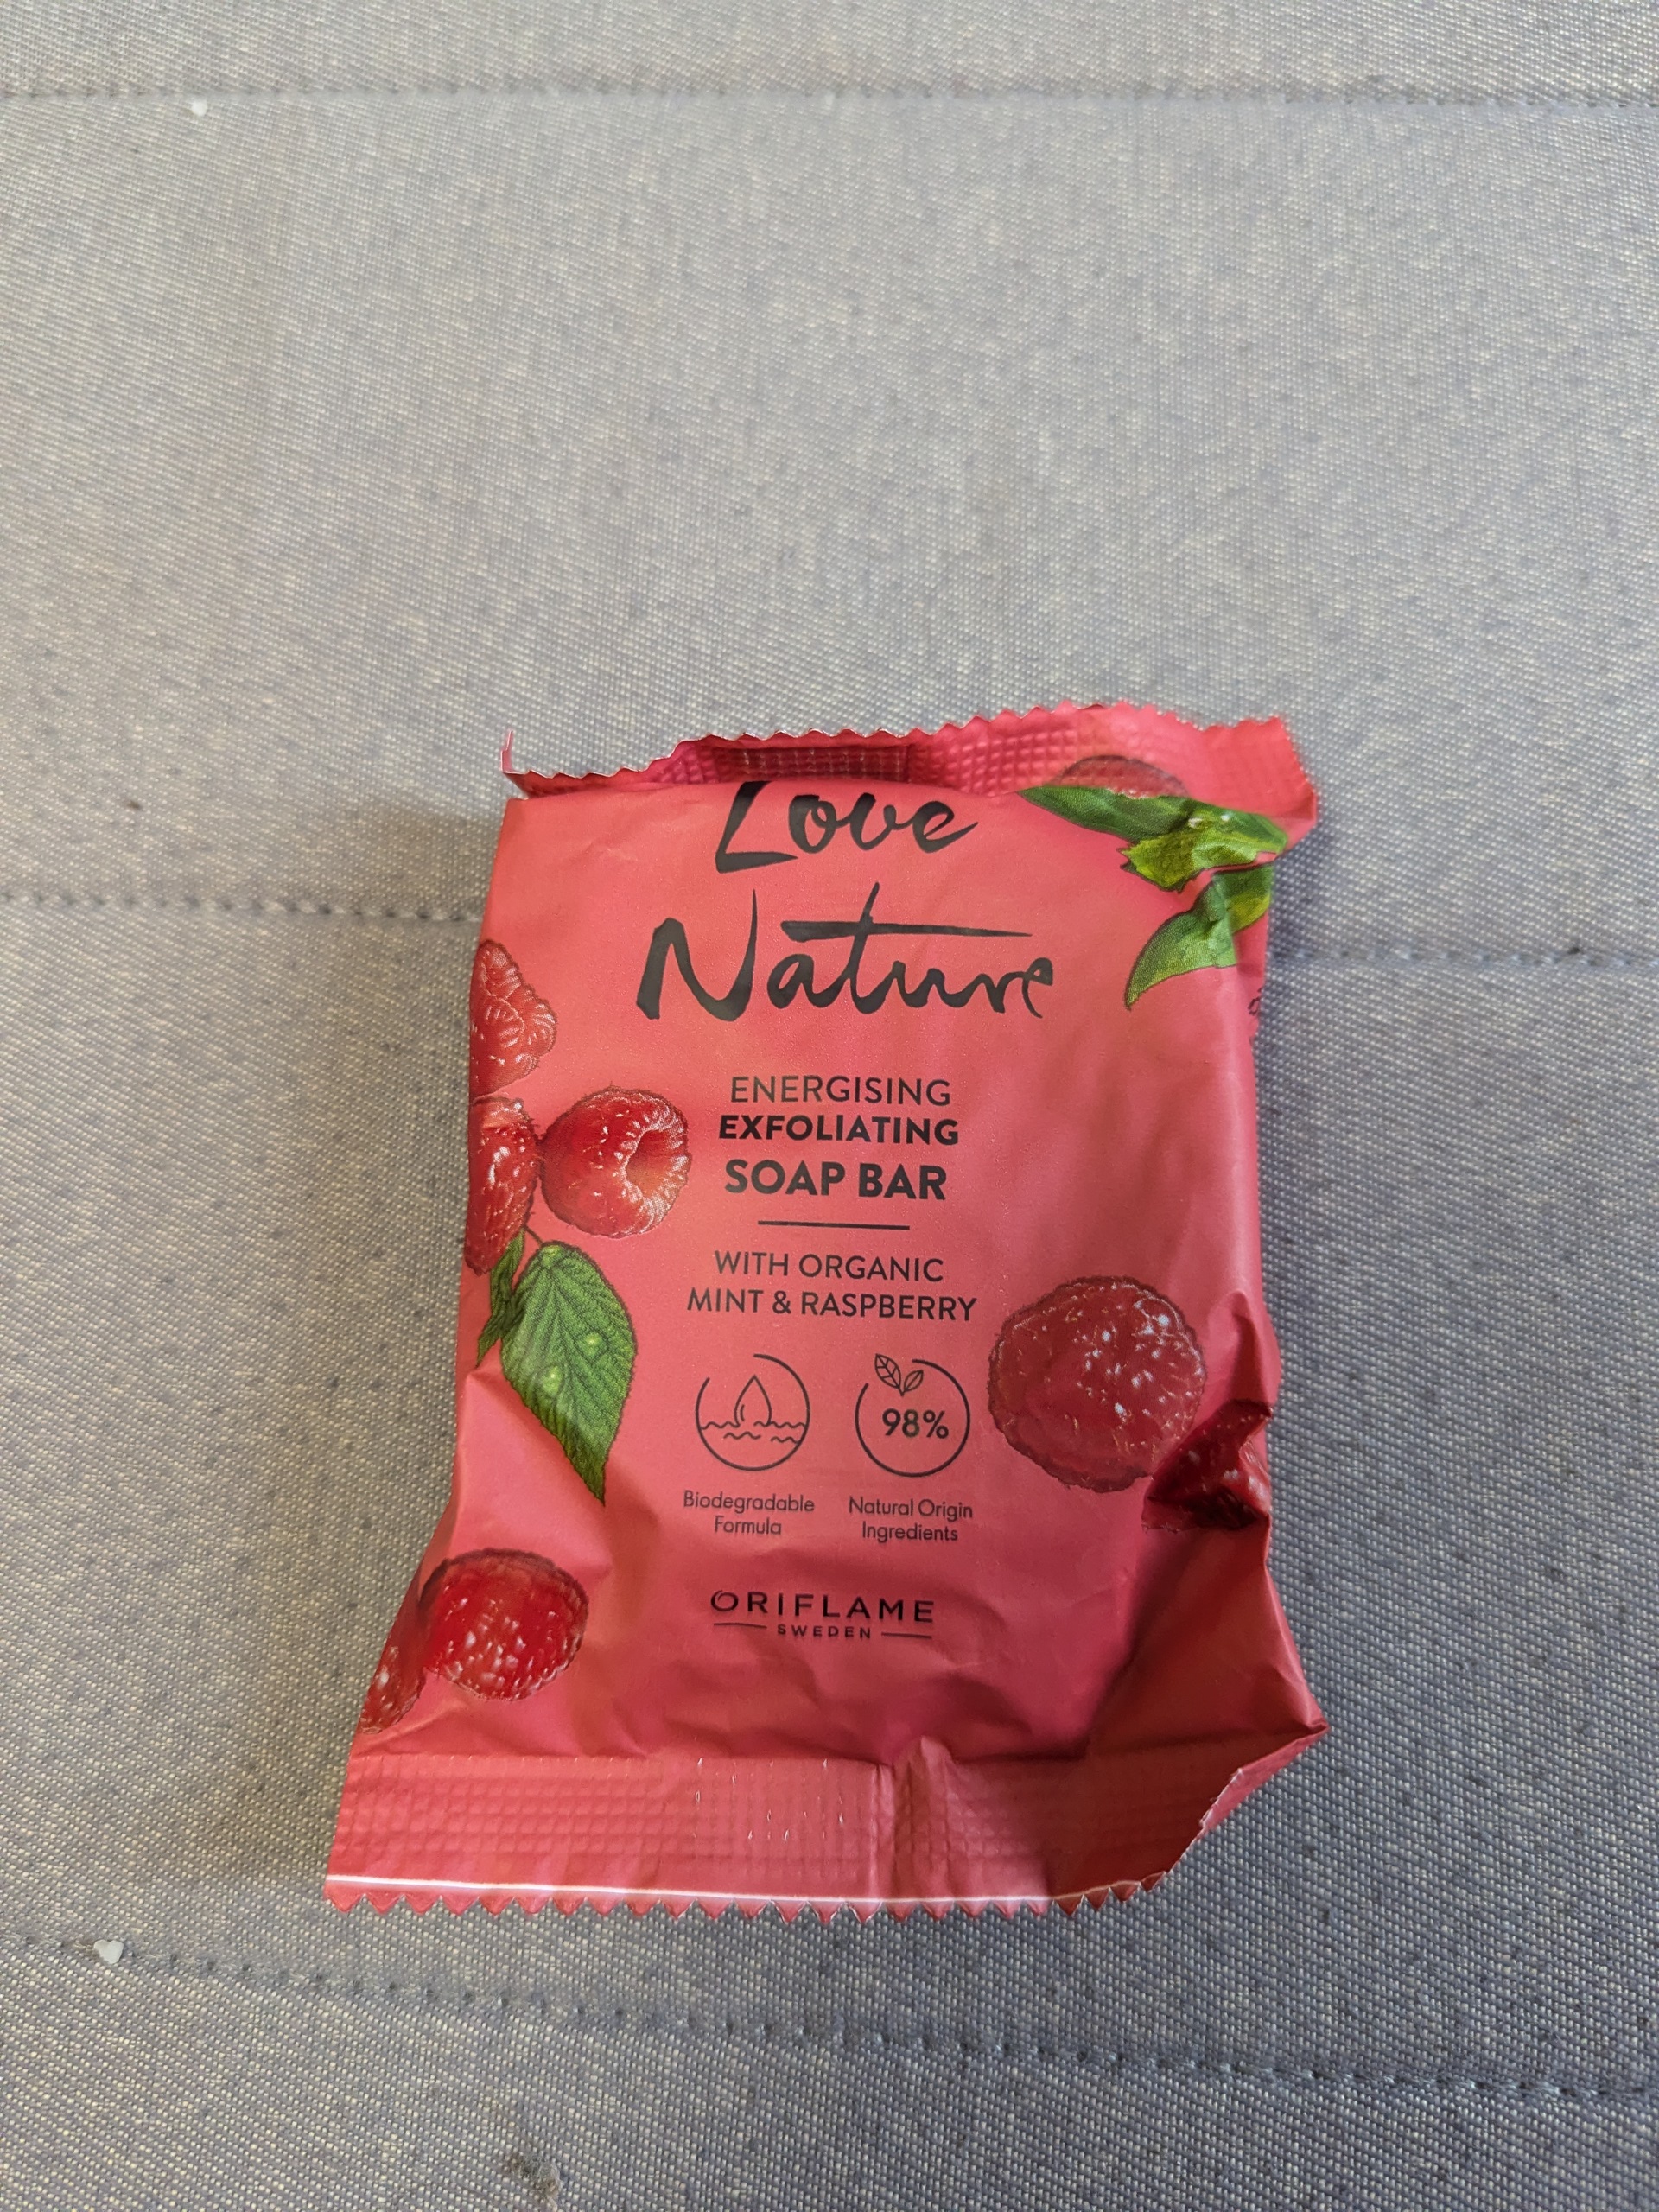 Love
Nature
ENERGISING
EXFOLIATING
SOAP BAR
WITH ORGANIC
MINT & RASPBERRY
98%
Biodegradable
Formula
Natural Origin
Ingredients
ORIFLAME
SWEDEN